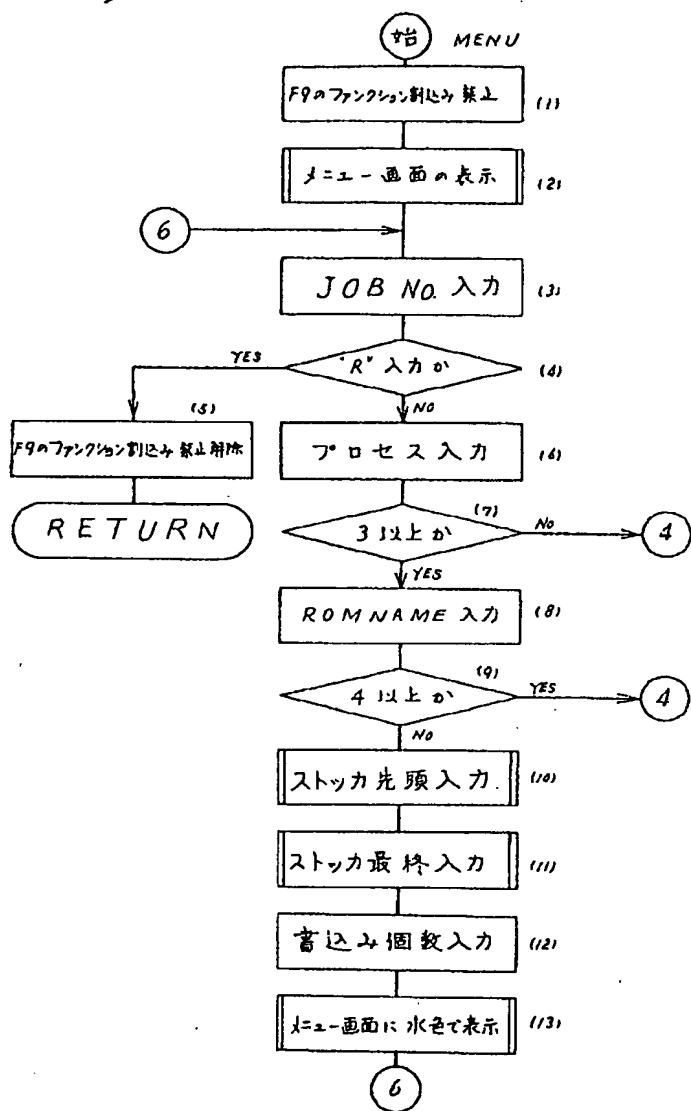 始 MENU
F9のファンクション割込み禁止 (1)
メニュー画面の表示 (2)
6
JOB NO. 入力 (3)
"R" 入力か (4)
YES
NO
(5)
F9のファンクション割込み禁止解除
RETURN
プロセス入力 (6)
(7)
3以上か
NO
4
YES
ROMNAME 入力 (8)
(9)
4以上か
YES
4
NO
ストッカ先頭入力. (10)
ストッカ最終入力 (11)
書込み個数入力 (12)
メニュー画面に水色で表示 (13)
6